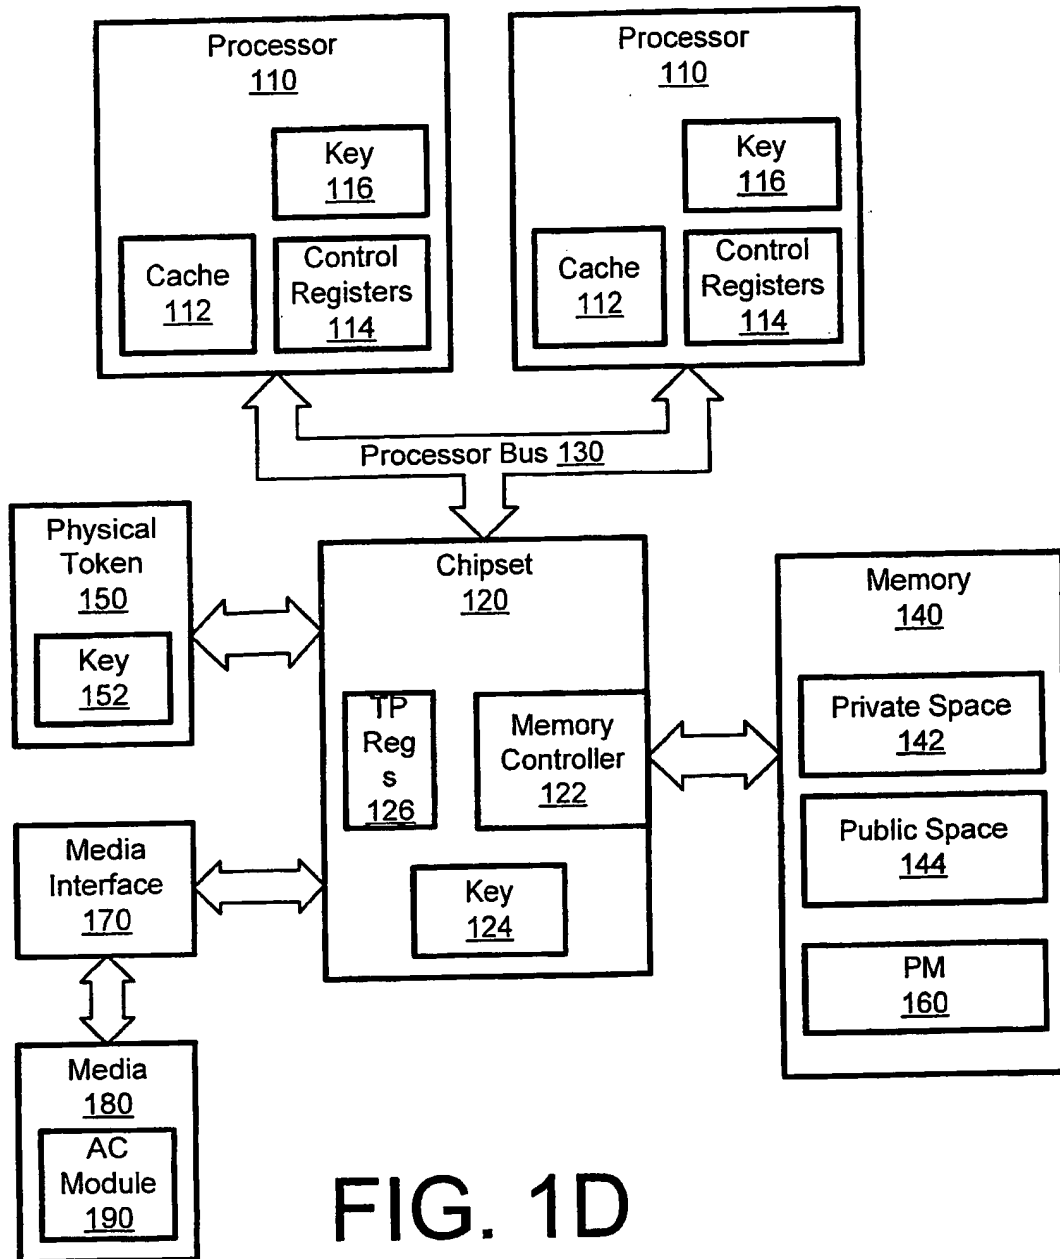 Processor
110
Key
116
Cache
112
Control
Registers
114
Processor
110
Key
116
Cache
112
Control
Registers
114
Processor Bus 130
Physical
Token
150
Key
152
Chipset
120
TP
Reg
s
126
Memory
Controller
122
Key
124
Memory
140
Private Space
142
Public Space
144
PM
160
Media
Interface
170
Media
180
AC
Module
190
FIG. 1D